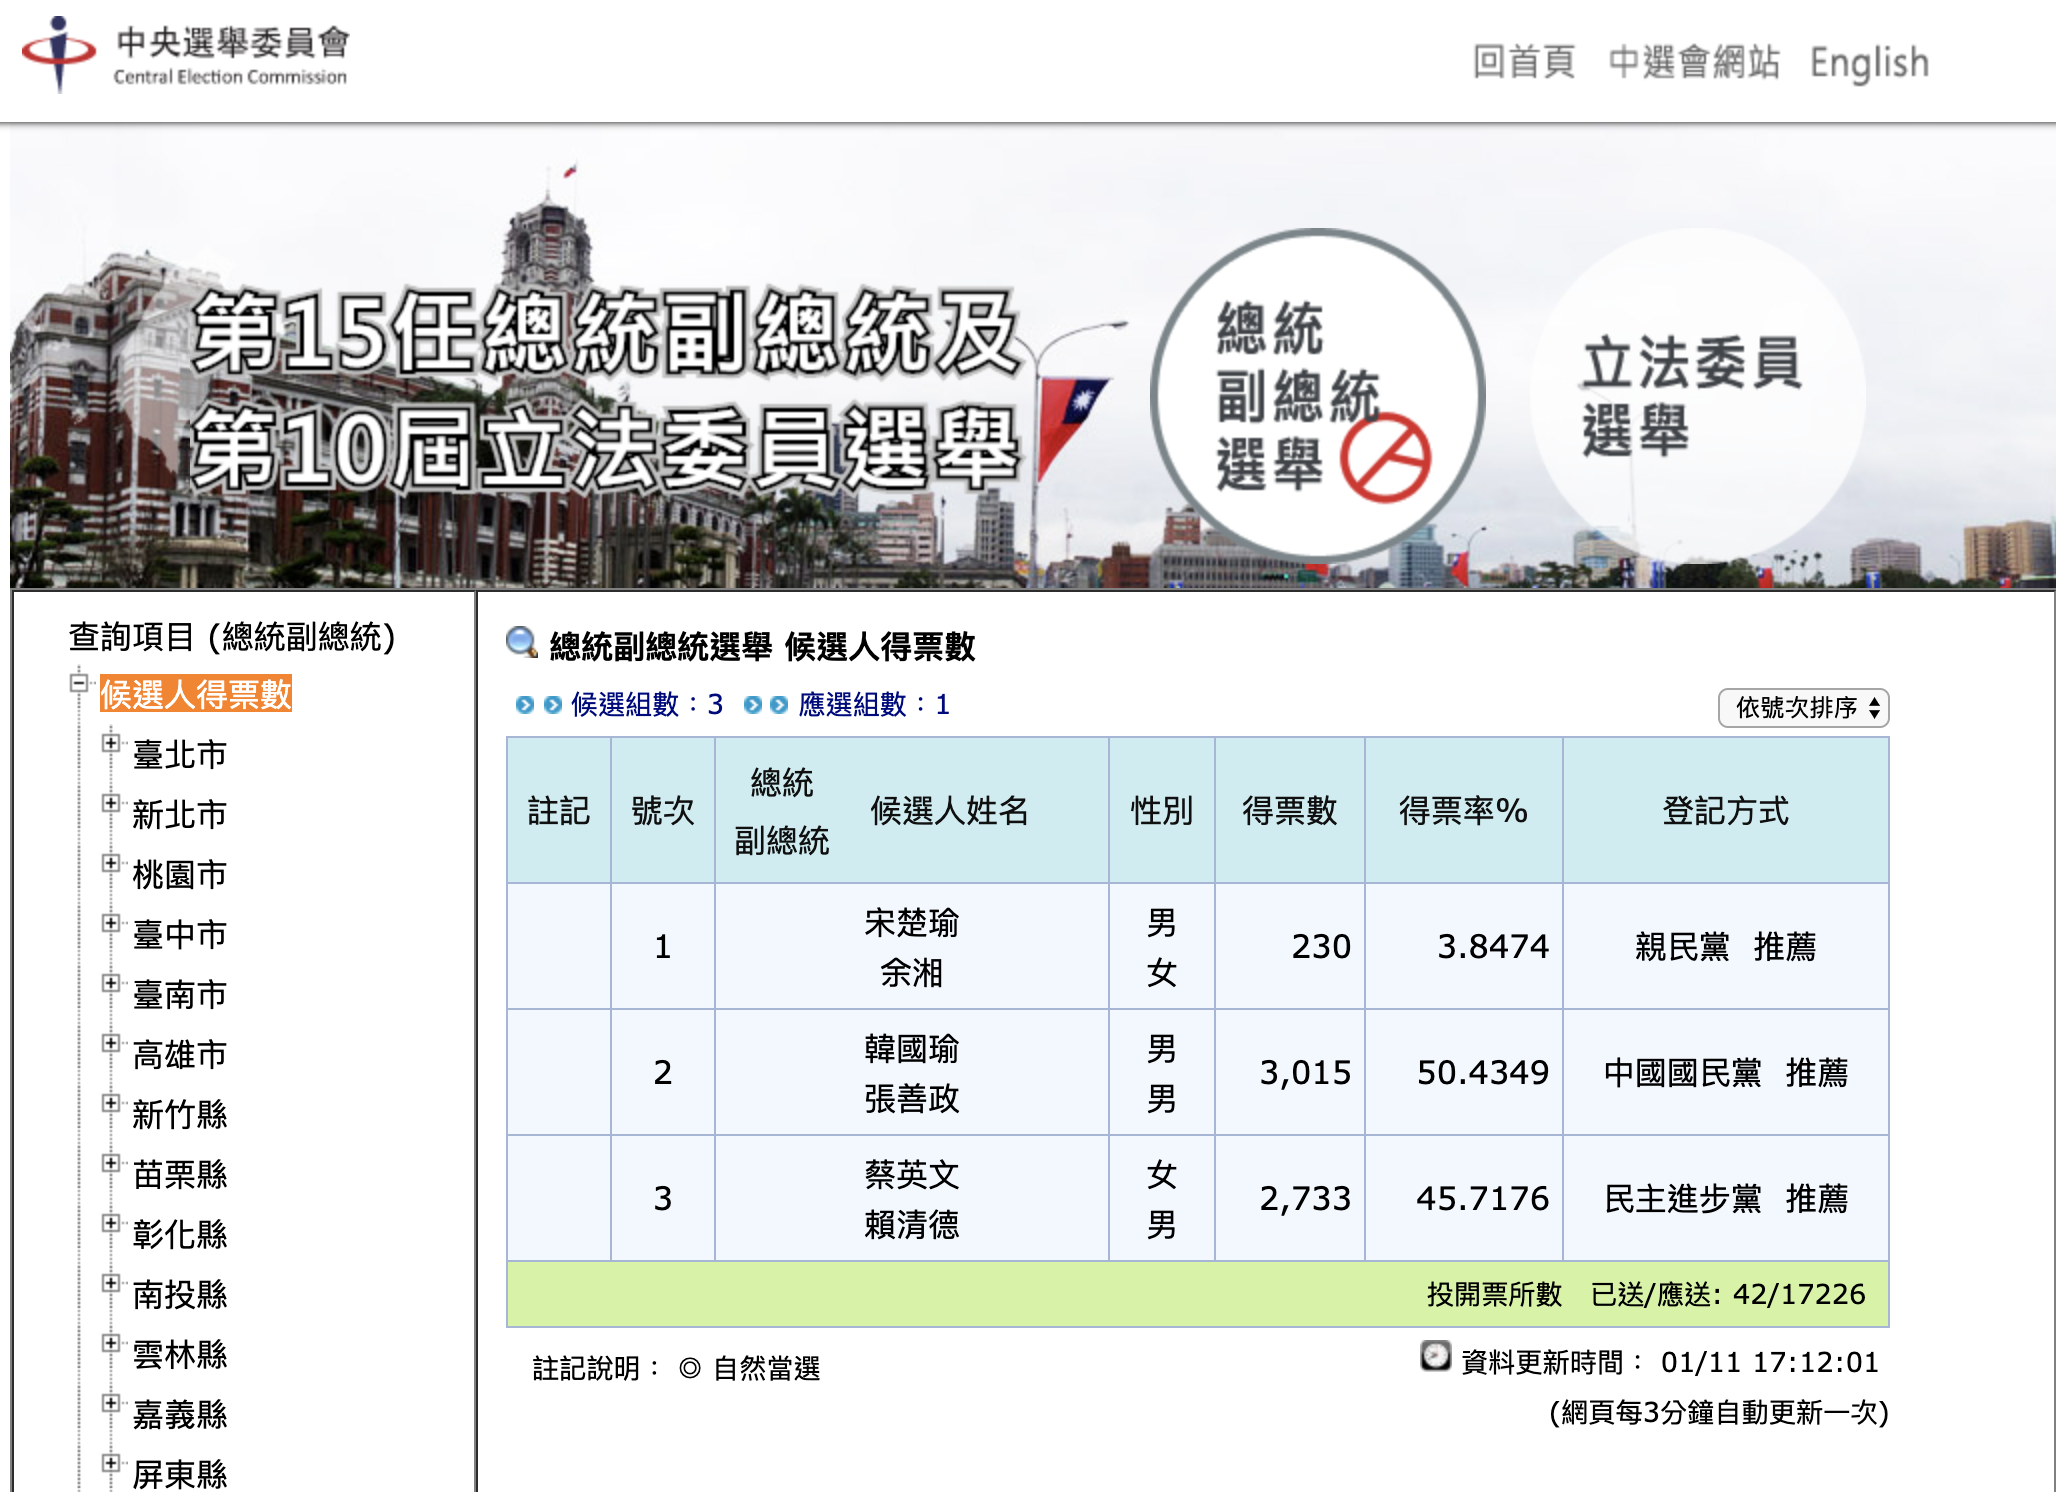 中央選舉委員會
Central Election Commission
回首頁 中選會網站 English
第15任總統副總統及
第10屆立法委員選舉
總統
副總統
選舉
立法委員
選舉
查詢項目 (總統副總統)
候選人得票數
臺北市
新北市
桃園市
臺中市
臺南市
高雄市
新竹縣
苗栗縣
彰化縣
南投縣
雲林縣
嘉義縣
屏東縣
總統副總統選舉 候選人得票數
候選組數：3 應選組數：1
依號次排序
註記 號次 總統 副總統 候選人姓名 性別 得票數 得票率% 登記方式
1 宋楚瑜 男 230 3.8474 親民黨 推薦
余湘 女
2 韓國瑜 男 3,015 50.4349 中國國民黨 推薦
張善政 男
3 蔡英文 女 2,733 45.7176 民主進步黨 推薦
賴清德 男
投開票所數 已送/應送: 42/17226
註記說明： ◎ 自然當選
資料更新時間： 01/11 17:12:01
(網頁每3分鐘自動更新一次)